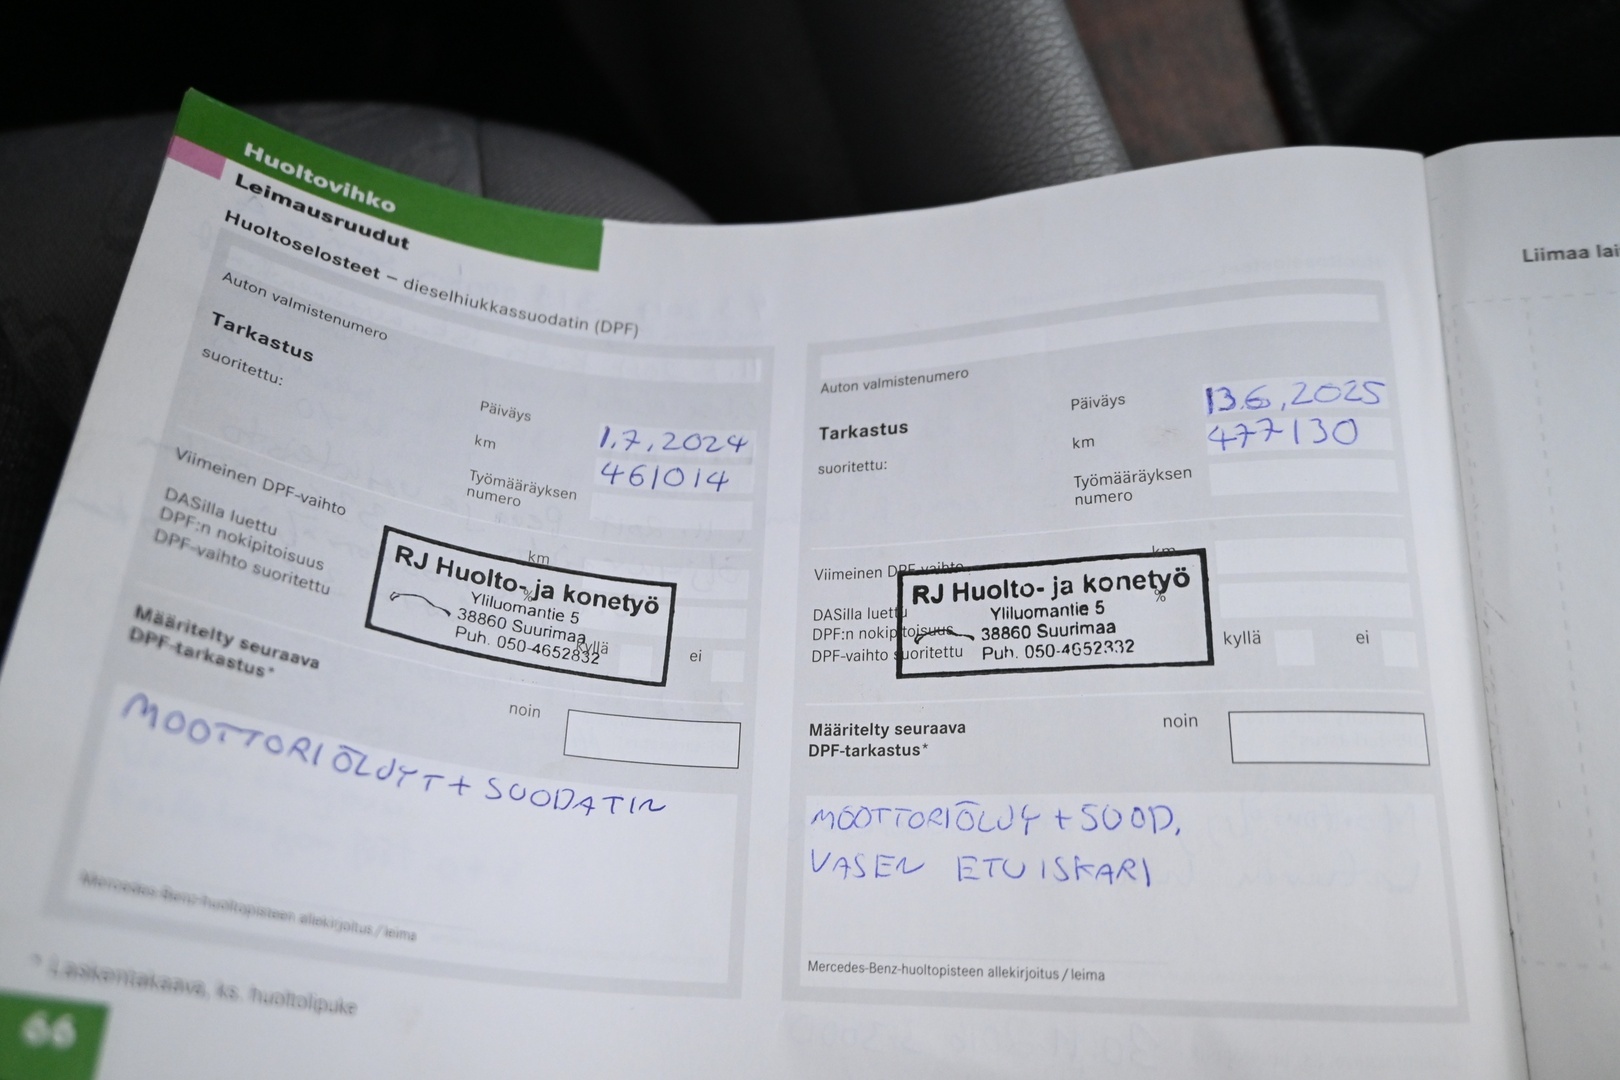 Huoltovihko
Leimausruudut
Huoltoselosteet – dieselhiukkassuodatin (DPF)
Auton valmistenumero
Tarkastus
suoritettu:
Päiväys 1.7.2024
km 461014
Työmääräyksen
numero
Viimeinen DPF-vaihto
km
DASilla luettu
DPF:n nokipitoisuus
%
DPF-vaihto suoritettu
kyllä ei
RJ Huolto- ja konetyö
Yliluomantie 5
38860 Suurimaa
Puh. 050-4652832
Määritelty seuraava
DPF-tarkastus*
noin
MOOTTORIÖLJYT + SUODATIN
Mercedes-Benz-huoltopisteen allekirjoitus / leima
* Laskentakaava, ks. huoltolipuke
66
Auton valmistenumero
Tarkastus
suoritettu:
Päiväys 13.6.2025
km 477130
Työmääräyksen
numero
Viimeinen DPF-vaihto
km
DASilla luettu
DPF:n nokipitoisuus
%
DPF-vaihto suoritettu
kyllä ei
RJ Huolto- ja konetyö
Yliluomantie 5
38860 Suurimaa
Puh. 050-4652832
Määritelty seuraava
DPF-tarkastus*
noin
MOOTTORIÖLJY + SUOD.
VASEN ETUISKARI
Mercedes-Benz-huoltopisteen allekirjoitus / leima
Liimaa lai